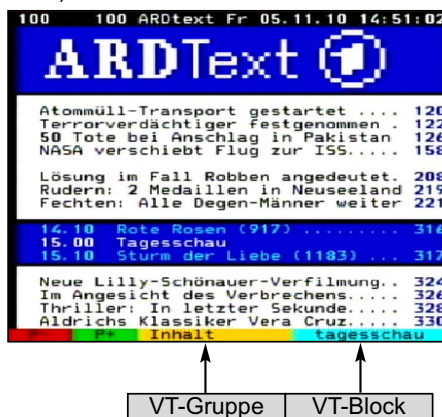 100 100 ARDtext Fr 05.11.10 14:51:02
ARDText
Atommüll-Transport gestartet .... 120
Terrorverdächtiger festgenommen . 122
50 Tote bei Anschlag in Pakistan 126
NASA verschiebt Flug zur ISS..... 158
Lösung im Fall Robben angedeutet. 208
Rudern: 2 Medaillen in Neuseeland 219
Fechten: Alle Degen-Männer weiter 221
14.10 Rote Rosen (917) ......... 316
15.00 Tagesschau
15.10 Sturm der Liebe (1183) ... 317
Neue Lilly-Schönauer-Verfilmung.. 324
Im Angesicht des Verbrechens..... 326
Thriller: In letzter Sekunde..... 328
Aldrichs Klassiker Vera Cruz..... 330
P- P+ Inhalt tagesschau
VT-Gruppe VT-Block